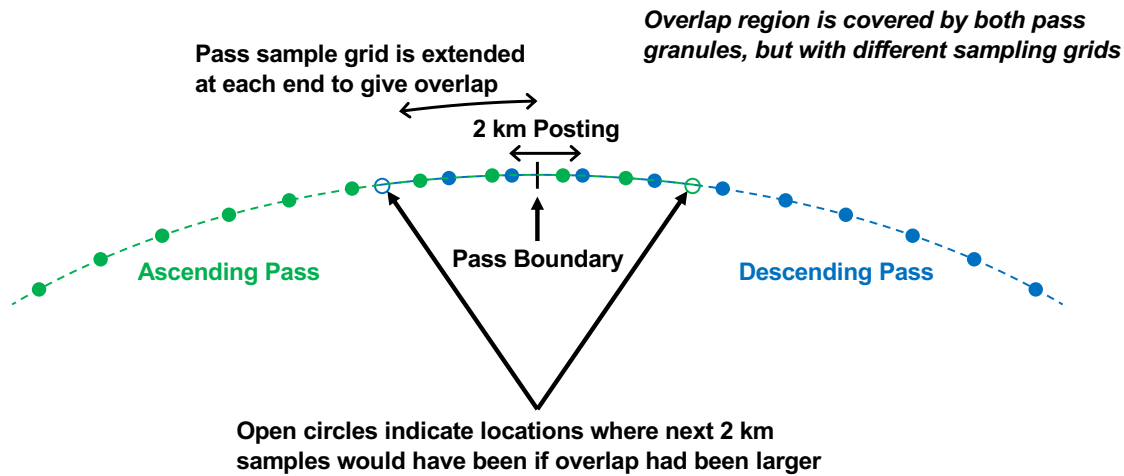 Overlap region is covered by both pass
granules, but with different sampling grids
Pass sample grid is extended
at each end to give overlap
2 km Posting
Ascending Pass
Pass Boundary
Descending Pass
Open circles indicate locations where next 2 km
samples would have been if overlap had been larger